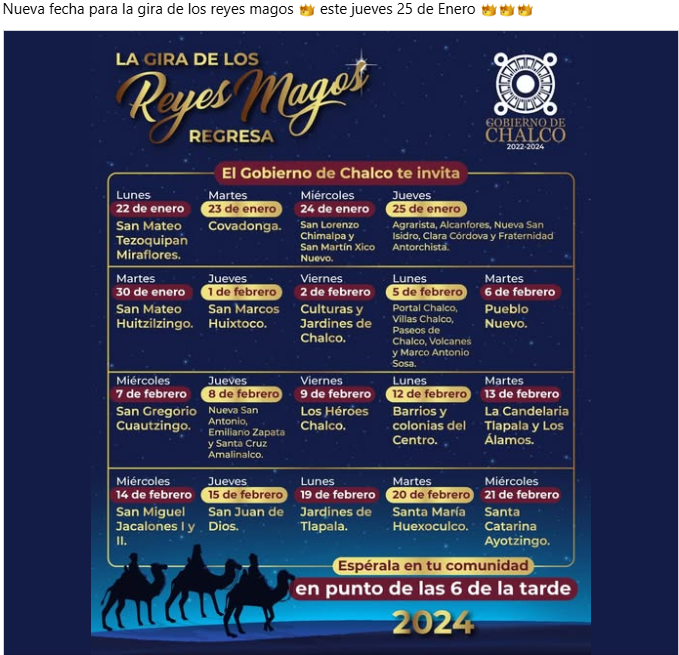 Nueva fecha para la gira de los reyes magos 👑 este jueves 25 de Enero 👑👑👑
LA GIRA DE LOS
Reyes Magos
REGRESA
GOBIERNO DE
CHALCO
2022-2024
El Gobierno de Chalco te invita
Lunes
22 de enero
San Mateo
Tezoquipan
Miraflores.
Martes
23 de enero
Covadonga.
Miércoles
24 de enero
San Lorenzo
Chimalpa y
San Martín Xico
Nuevo.
Jueves
25 de enero
Agrarista, Alcanfores, Nueva San
Isidro, Clara Córdova y Fraternidad
Antorchista.
Martes
30 de enero
San Mateo
Huitzilzingo.
Jueves
1 de febrero
San Marcos
Huixtoco.
Viernes
2 de febrero
Culturas y
Jardines de
Chalco.
Lunes
5 de febrero
Portal Chalco,
Villas Chalco,
Paseos de
Chalco, Volcanes
y Marco Antonio
Sosa.
Martes
6 de febrero
Pueblo
Nuevo.
Miércoles
7 de febrero
San Gregorio
Cuautzingo.
Jueves
8 de febrero
Nueva San
Antonio,
Emiliano Zapata
y Santa Cruz
Amalinalco.
Viernes
9 de febrero
Los Héroes
Chalco.
Lunes
12 de febrero
Barrios y
colonias del
Centro.
Martes
13 de febrero
La Candelaria
Tlapala y Los
Álamos.
Miércoles
14 de febrero
San Miguel
Jacalones I y
II.
Jueves
15 de febrero
San Juan de
Dios.
Lunes
19 de febrero
Jardines de
Tlapala.
Martes
20 de febrero
Santa María
Huexoculco.
Miércoles
21 de febrero
Santa
Catarina
Ayotzingo.
Espérala en tu comunidad
en punto de las 6 de la tarde
2024